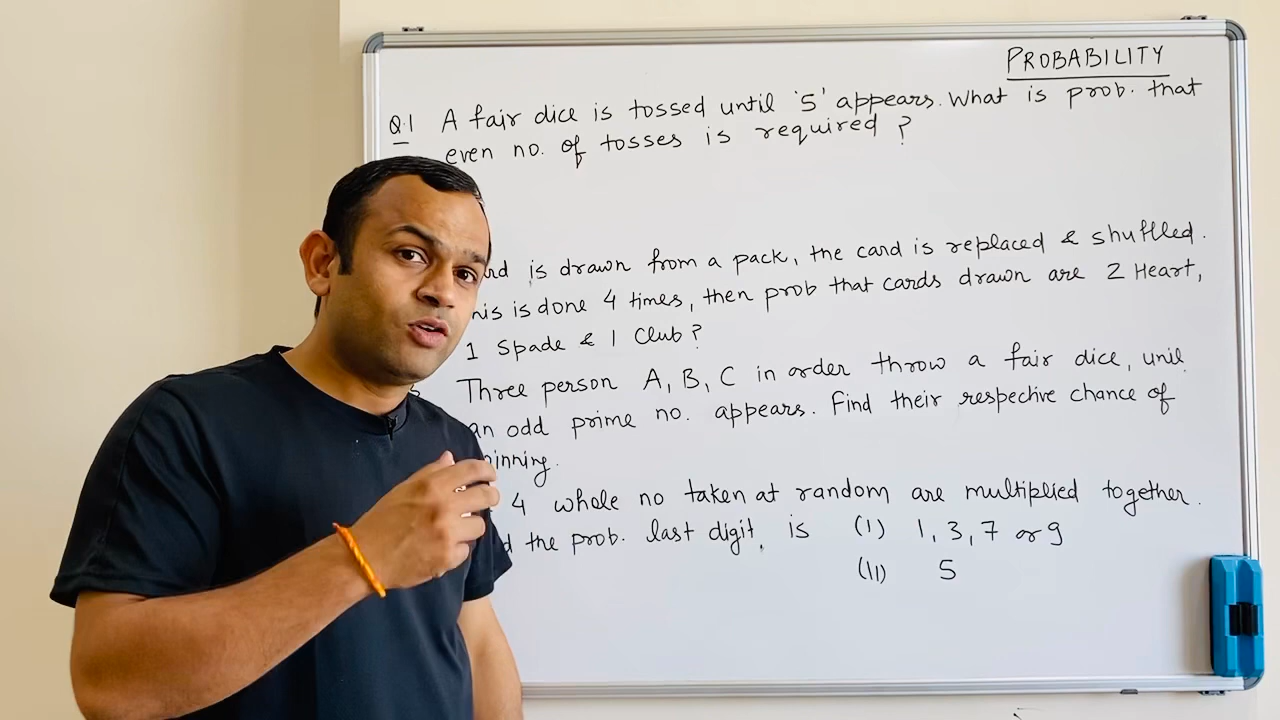 PROBABILITY
Q.1 A fair dice is tossed until '5' appears. What is prob. that
even no. of tosses is required ?
is drawn from a pack, the card is replaced & shuffled.
is done 4 times, then prob that cards drawn are 2 Heart,
1 Spade & 1 Club ?
Three person A, B, C in order throw a fair dice, unil
an odd prime no. appears. Find their respective chance of
inning.
4 whole no taken at random are multiplied together.
the prob. last digit, is (I) 1, 3, 7 or 9
(II) 5